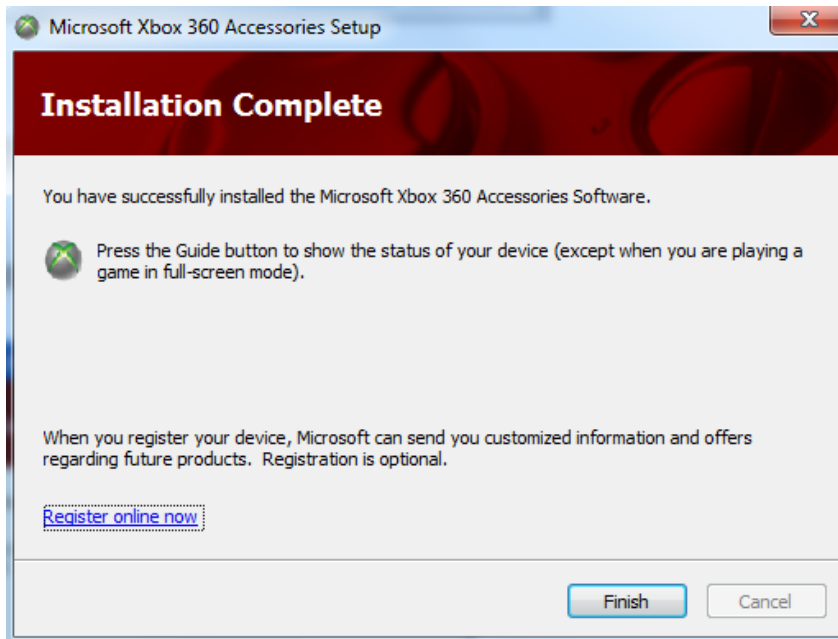 Microsoft Xbox 360 Accessories Setup
Installation Complete
You have successfully installed the Microsoft Xbox 360 Accessories Software.
Press the Guide button to show the status of your device (except when you are playing a
game in full-screen mode).
When you register your device, Microsoft can send you customized information and offers
regarding future products.  Registration is optional.
Register online now
Finish
Cancel